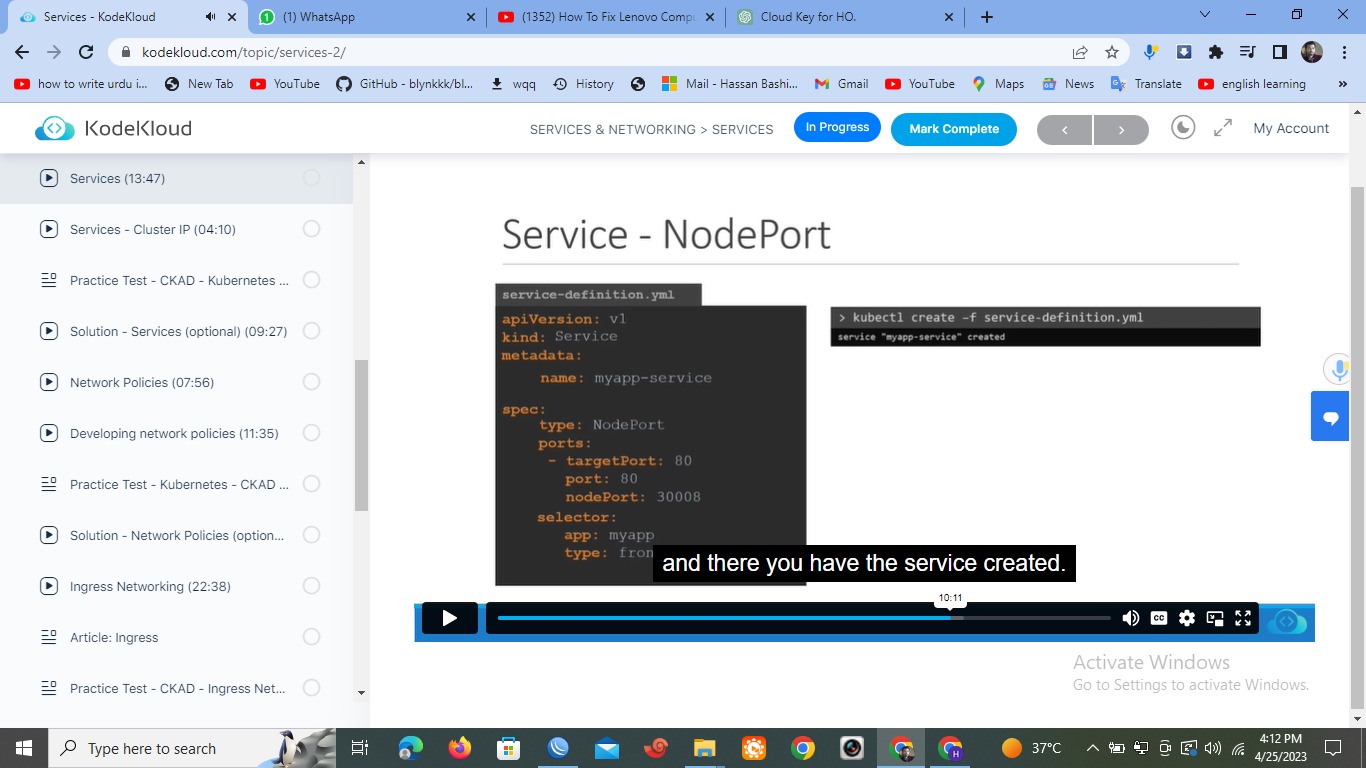 Services - KodeKloud
(1) WhatsApp
(1352) How To Fix Lenovo Compu
Cloud Key for HO.
kodekloud.com/topic/services-2/
how to write urdu i...
New Tab
YouTube
GitHub - blynkkk/bl...
wqq
History
Mail - Hassan Bashi...
Gmail
YouTube
Maps
News
Translate
english learning
»
KodeKloud
SERVICES & NETWORKING > SERVICES
In Progress
Mark Complete
<
>
My Account
Services (13:47)
Services - Cluster IP (04:10)
Practice Test - CKAD - Kubernetes ...
Solution - Services (optional) (09:27)
Network Policies (07:56)
Developing network policies (11:35)
Practice Test - Kubernetes - CKAD ...
Solution - Network Policies (option...
Ingress Networking (22:38)
Article: Ingress
Practice Test - CKAD - Ingress Net...
Service - NodePort
service-definition.yml
apiVersion: v1
kind: Service
metadata:
name: myapp-service
spec:
type: NodePort
ports:
- targetPort: 80
port: 80
nodePort: 30008
selector:
app: myapp
type: fron
> kubectl create -f service-definition.yml
service "myapp-service" created
and there you have the service created.
10:11
CC
Activate Windows
Go to Settings to activate Windows.
Type here to search
H
37°C
4:12 PM
4/25/2023